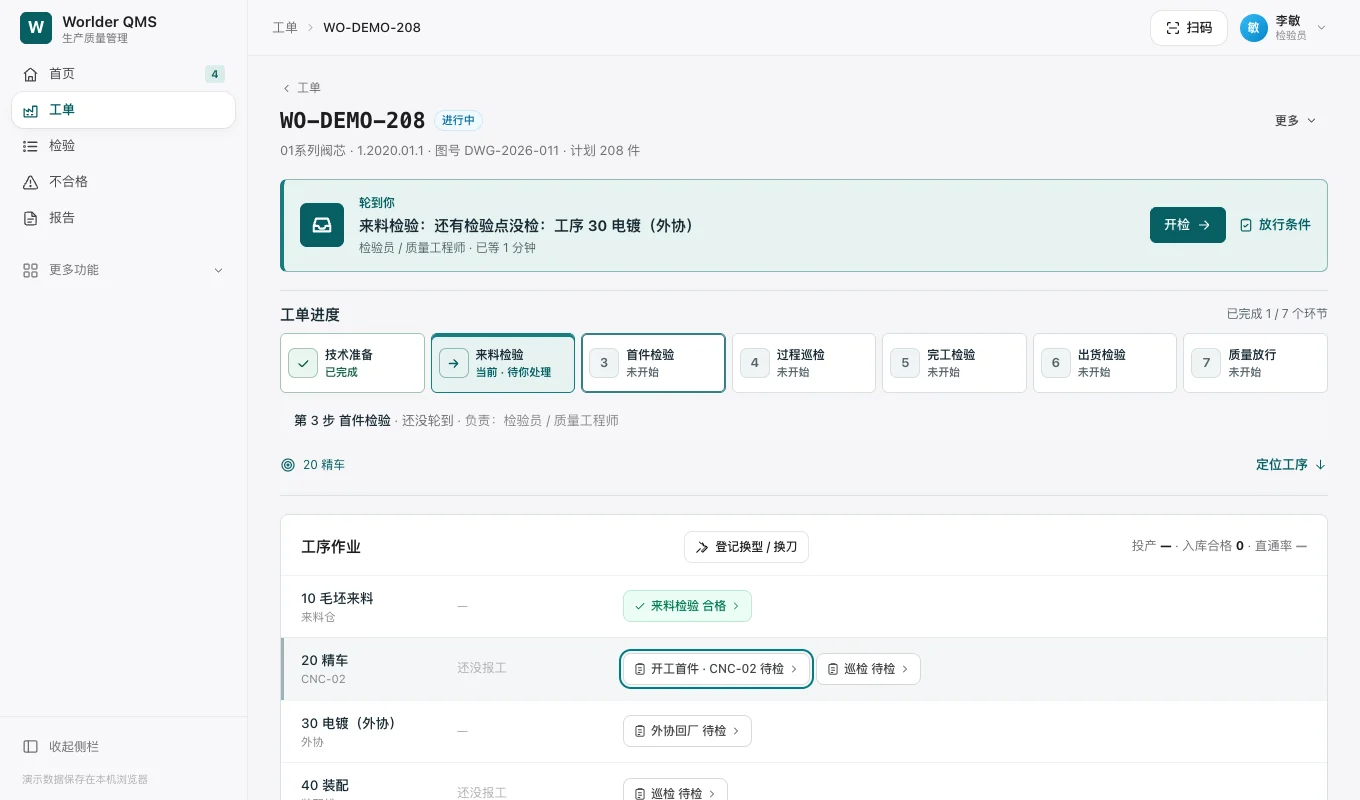 W
Worlder QMS
生产质量管理
首页
4
工单
检验
不合格
报告
更多功能
收起侧栏
演示数据保存在本机浏览器
工单 > WO-DEMO-208
扫码
敏
李敏
检验员
工单
WO-DEMO-208
进行中
更多
01系列阀芯 · 1.2020.01.1 · 图号 DWG-2026-011 · 计划 208 件
轮到你
来料检验：还有检验点没检：工序 30 电镀（外协）
检验员 / 质量工程师 · 已等 1 分钟
开检 →
放行条件
工单进度
已完成 1 / 7 个环节
技术准备
已完成
来料检验
当前 · 待你处理
3
首件检验
未开始
4
过程巡检
未开始
5
完工检验
未开始
6
出货检验
未开始
7
质量放行
未开始
第 3 步 首件检验 · 还没轮到 · 负责：检验员 / 质量工程师
20 精车
定位工序 ↓
工序作业
登记换型 / 换刀
投产 — · 入库合格 0 · 直通率 —
10 毛坯来料
来料仓
—
来料检验 合格
20 精车
CNC-02
还没报工
开工首件 · CNC-02 待检
巡检 待检
30 电镀（外协）
外协
—
外协回厂 待检
40 装配
还没报工
巡检 待检